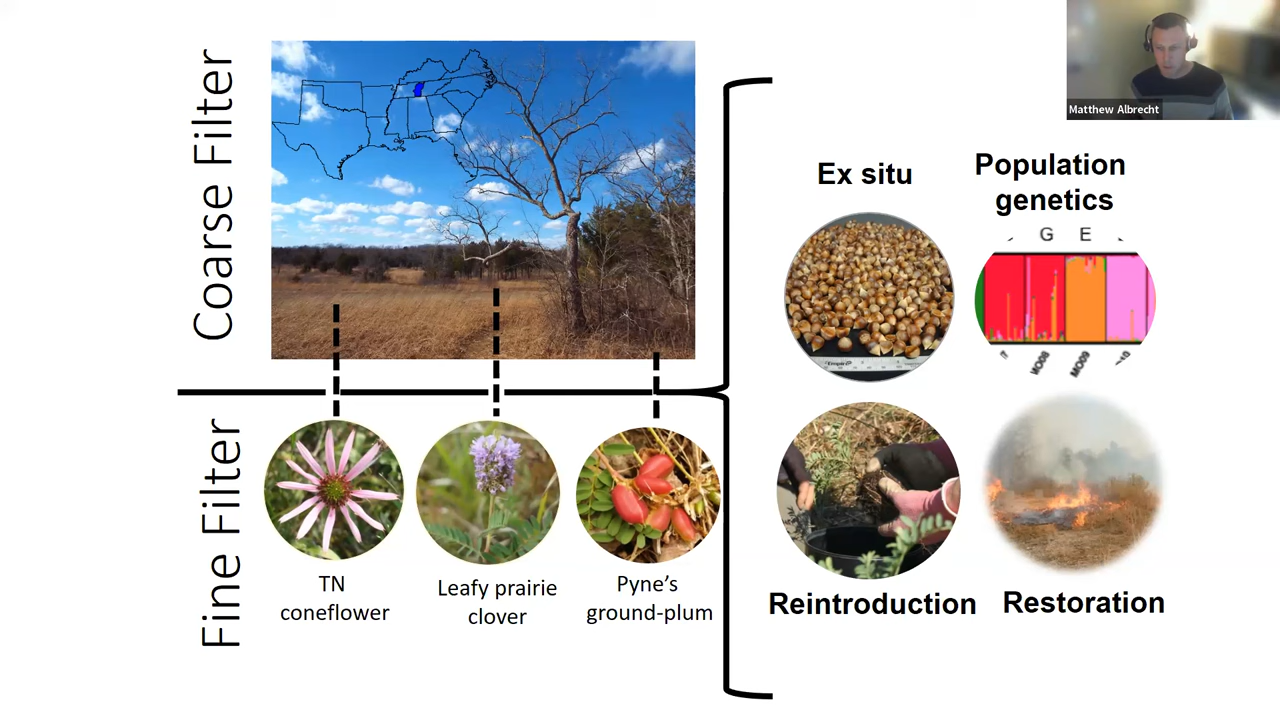 Matthew Albrecht
Coarse Filter
Fine Filter
TN
coneflower
Leafy prairie
clover
Pyne's
ground-plum
Ex situ
Population
genetics
G E
MO08
MO09
Reintroduction
Restoration